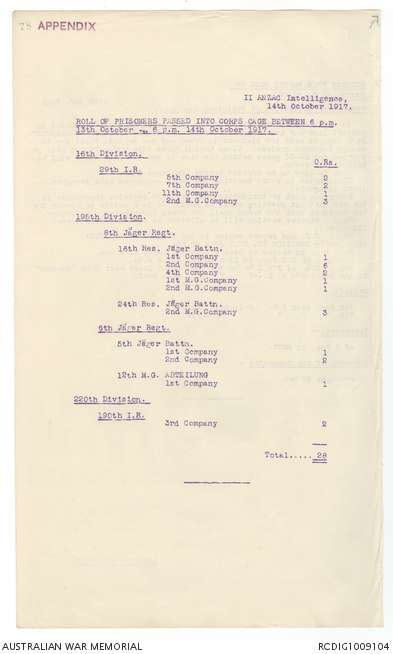 APPENDIX
II ANZAC Intelligence,
14th October 1917.
ROLL OF PRISONERS PASSED INTO CORPS CAGE BETWEEN 6 p.m.
13th October - 6 p.m. 14th October 1917.
16th Division.
O.Rs.
29th I.R.
5th Company 2
7th Company 2
11th Company 1
2nd M.G.Company 3
195th Division.
8th Jäger Regt.
16th Res. Jäger Battn.
1st Company 1
2nd Company 6
4th Company 2
1st M.G.Company 1
2nd M.G.Company 1
24th Res. Jäger Battn.
2nd M.G.Company 3
6th Jäger Regt.
5th Jäger Battn.
1st Company 1
2nd Company 2
12th M.G. ABTEILUNG
1st Company 1
220th Division.
190th I.R.
3rd Company 2
Total..... 28
AUSTRALIAN WAR MEMORIAL
RCDIG1009104